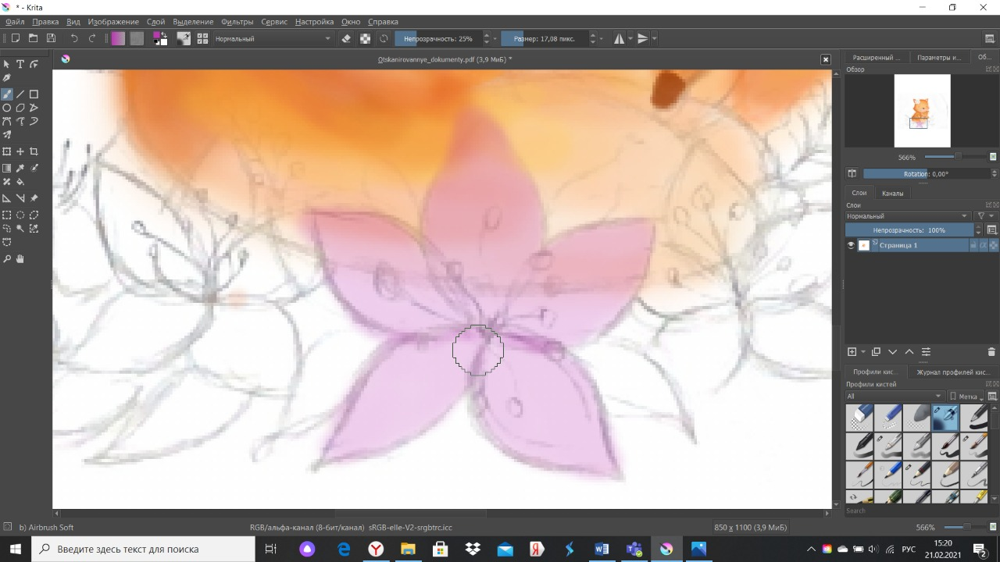 * - Krita
Файл Правка Вид Изображение Слой Выделение Фильтры Сервис Настройка Окно Справка
Нормальный Непрозрачность: 25% Размер: 17,08 пикс.
Otskanirovannye_dokumenty.pdf (3,9 МиБ) *
Расширенный ... Параметры и... Об...
Обзор
566%
Rotation: 0,00°
Слои Каналы
Слои
Нормальный
Непрозрачность: 100%
Страница 1
Профили кис... Журнал профилей кис...
Профили кистей
All Метка
Search
b) Airbrush Soft RGB/альфа-канал (8-бит/канал) sRGB-elle-V2-srgbtrc.icc 850 x 1100 (3,9 МиБ) 566%
Введите здесь текст для поиска РУС 15:20
21.02.2021 2